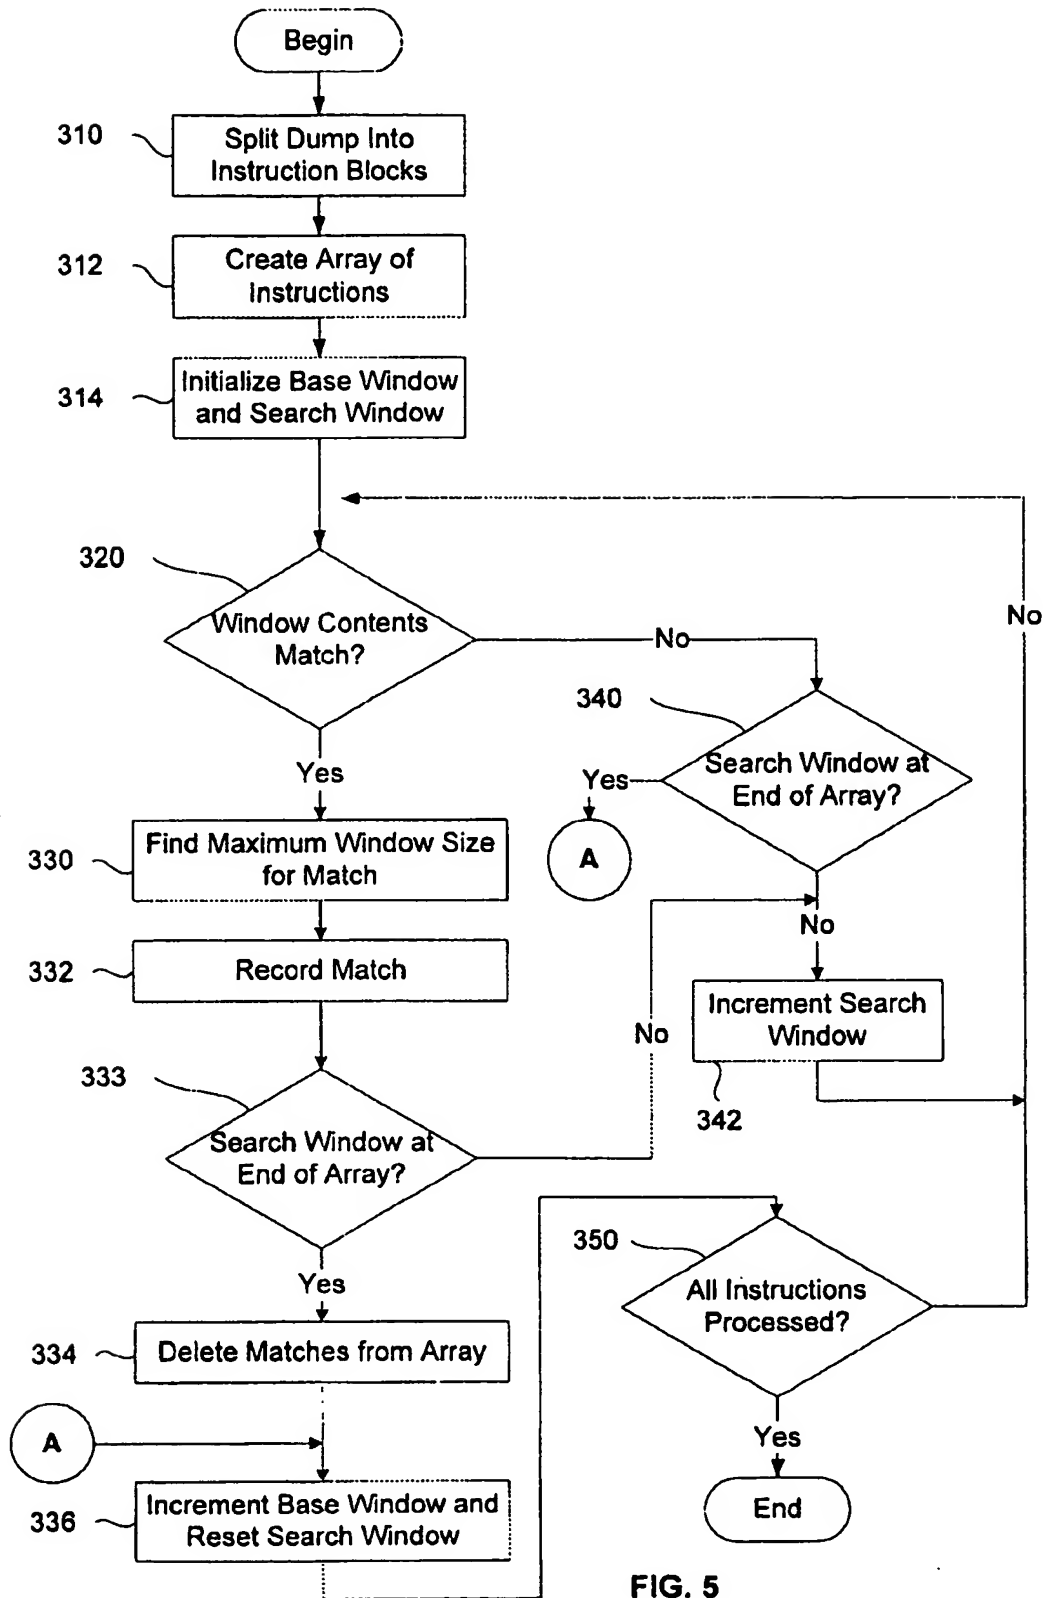 Begin
310
Split Dump Into
Instruction Blocks
312
Create Array of
Instructions
314
Initialize Base Window
and Search Window
320
Window Contents
Match?
No
No
340
Search Window at
End of Array?
Yes
Yes
A
330
Find Maximum Window Size
for Match
No
332
Record Match
Increment Search
Window
No
342
333
Search Window at
End of Array?
350
All Instructions
Processed?
Yes
334
Delete Matches from Array
A
Yes
336
Increment Base Window and
Reset Search Window
End
FIG. 5